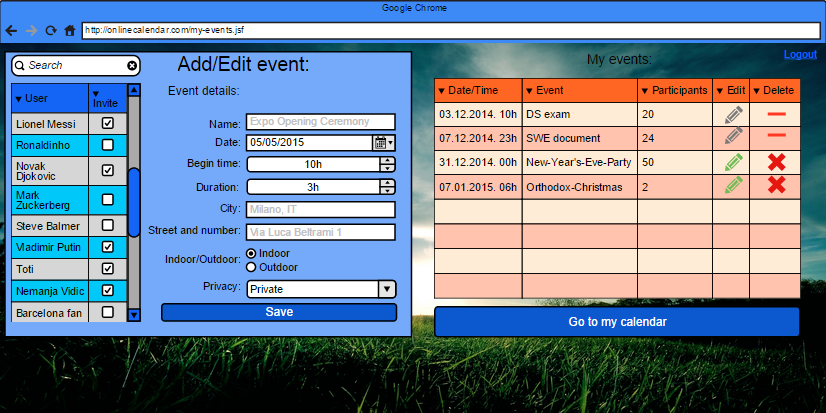 Google Chrome
http://onlinecalendar.com/my-events.jsf
Logout
Search
User
Invite
Lionel Messi
Ronaldinho
Novak
Djokovic
Mark
Zuckerberg
Steve Balmer
Vladimir Putin
Toti
Nemanja Vidic
Barcelona fan
Add/Edit event:
Event details:
Name: Expo Opening Ceremony
Date: 05/05/2015
Begin time: 10h
Duration: 3h
City: Milano, IT
Street and number: Via Luca Beltrami 1
Indoor/Outdoor: Indoor
Outdoor
Privacy: Private
Save
My events:
Date/Time Event Participants Edit Delete
03.12.2014. 10h DS exam 20
07.12.2014. 23h SWE document 24
31.12.2014. 00h New-Year's-Eve-Party 50
07.01.2015. 06h Orthodox-Christmas 2
Go to my calendar